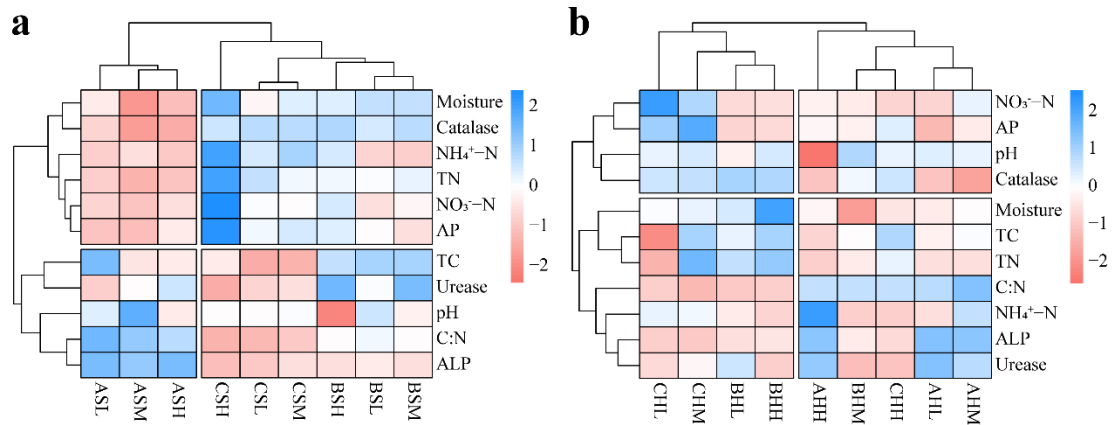 a
2
1
0
−1
−2
Moisture
Catalase
NH₄⁺−N
TN
NO₃⁻−N
AP
TC
Urease
pH
C:N
ALP
ASL
ASM
ASH
CSH
CSL
CSM
BSH
BSL
BSM
b
2
1
0
−1
−2
NO₃⁻−N
AP
pH
Catalase
Moisture
TC
TN
C:N
NH₄⁺−N
ALP
Urease
CHL
CHM
BHL
BHH
AHH
BHM
CHH
AHL
AHM